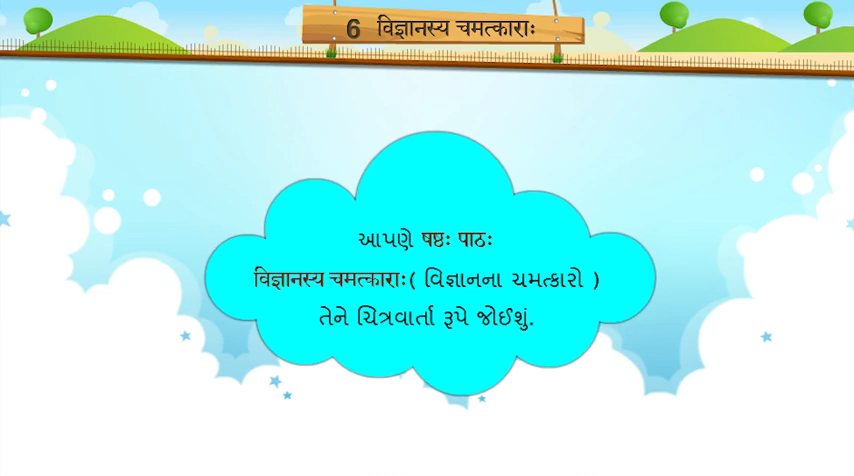 6 विज्ञानस्य चमत्काराः
આપણે षष्ठः पाठः
विज्ञानस्य चमत्काराः( વિજ્ઞાનના ચમત્કારો )
તેને ચિત્રવાર્તા રૂપે જોઈશું.